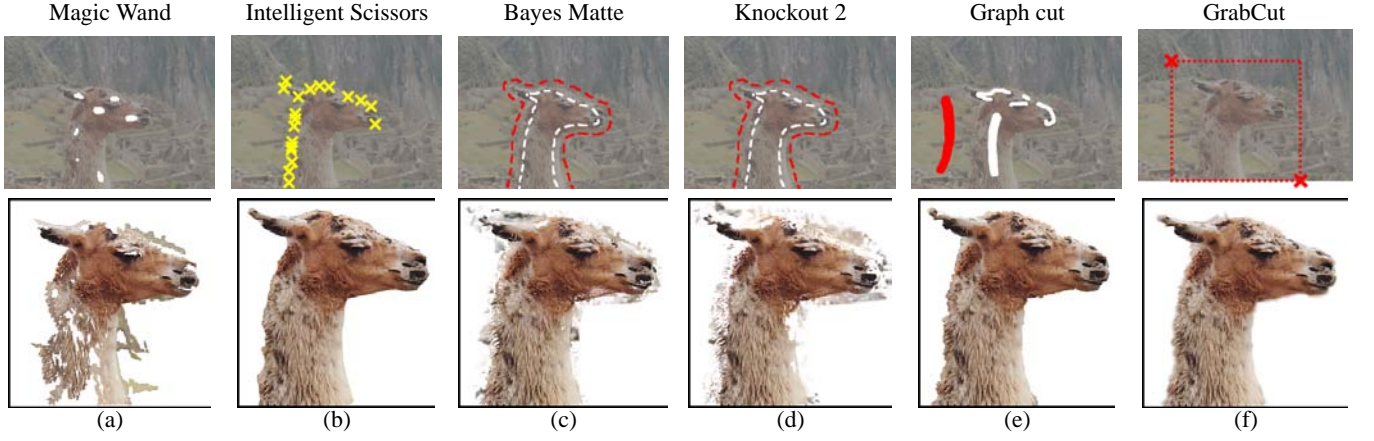 Magic Wand Intelligent Scissors Bayes Matte Knockout 2 Graph cut GrabCut
(a) (b) (c) (d) (e) (f)